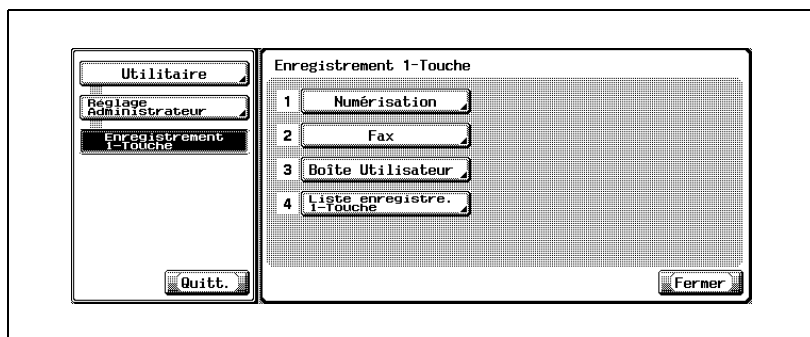 Utilitaire
Réglage
Administrateur
Enregistrement
1-Touche
Quitt.
Enregistrement 1-Touche
1 Numérisation
2 Fax
3 Boîte Utilisateur
4 Liste enregistre.
1-Touche
Fermer